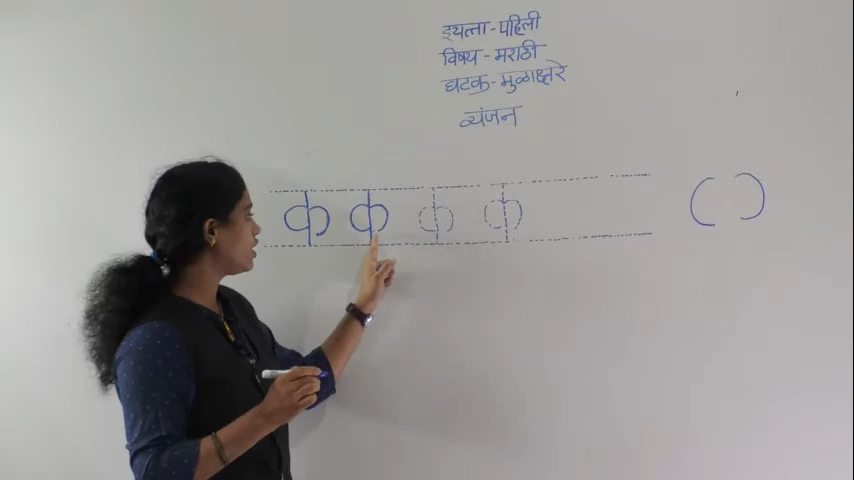 इयत्ता - पहिली
विषय - मराठी
घटक - मुळाक्षरे
व्यंजन
क क क क
( )